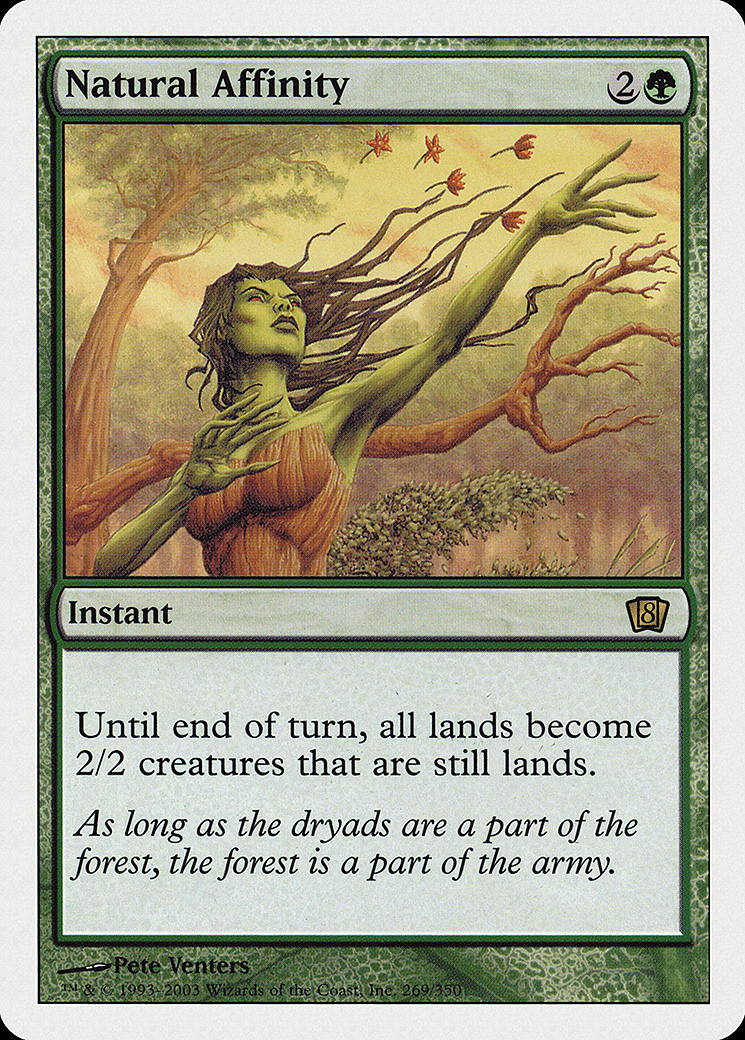 Natural Affinity 2
Instant 8
Until end of turn, all lands become
2/2 creatures that are still lands.
As long as the dryads are a part of the
forest, the forest is a part of the army.
Pete Venters
™ & © 1993-2003 Wizards of the Coast, Inc. 269/350